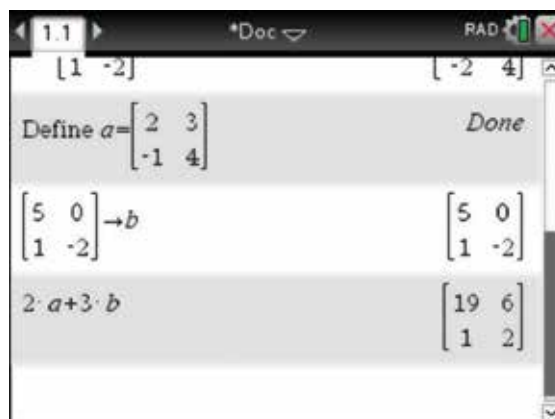 1.1 *Doc RAD
[1 -2] [-2 4]
Define a=[2 3 Done
-1 4]
[5 0 →b [5 0
1 -2] 1 -2]
2· a+3· b [19 6
1 2]